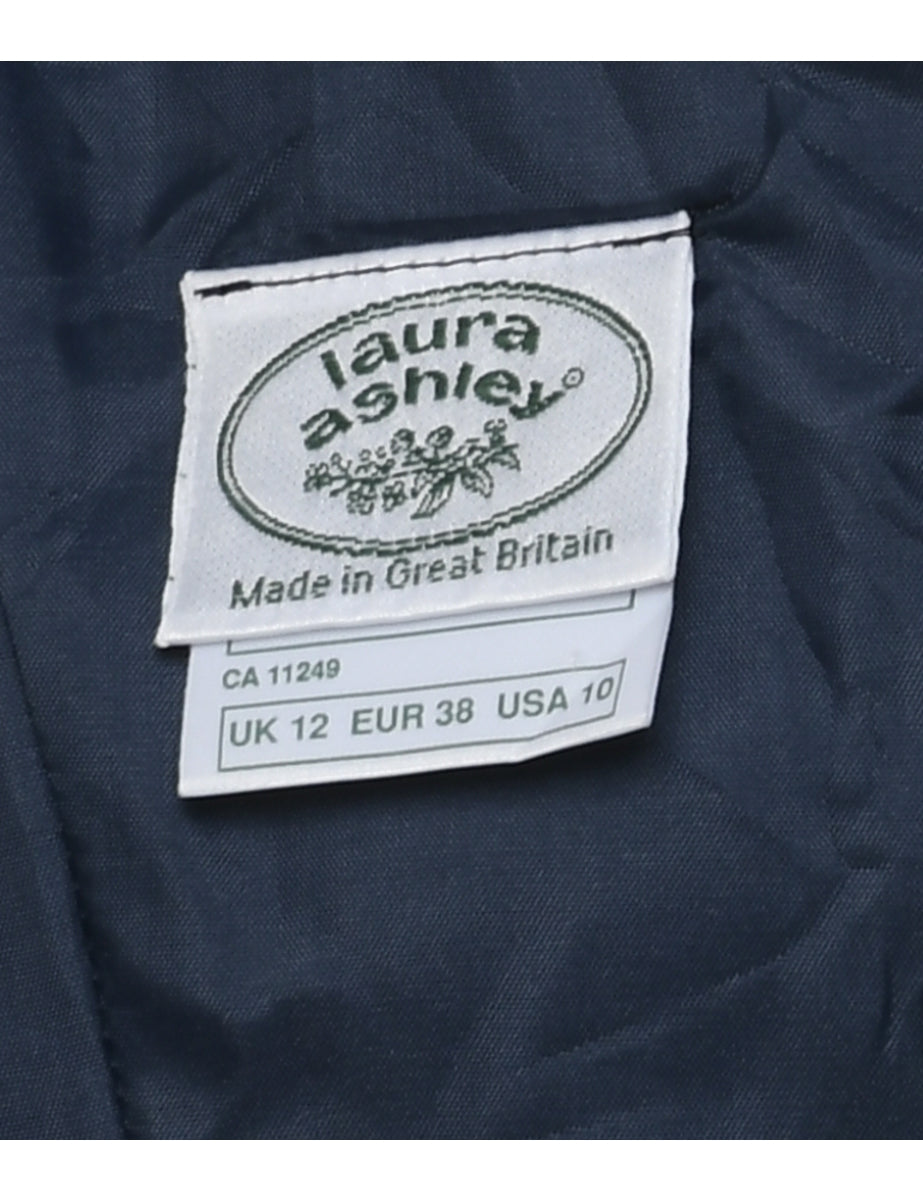 laura
ashley®
Made in Great Britain
CA 11249
UK 12 EUR 38 USA 10